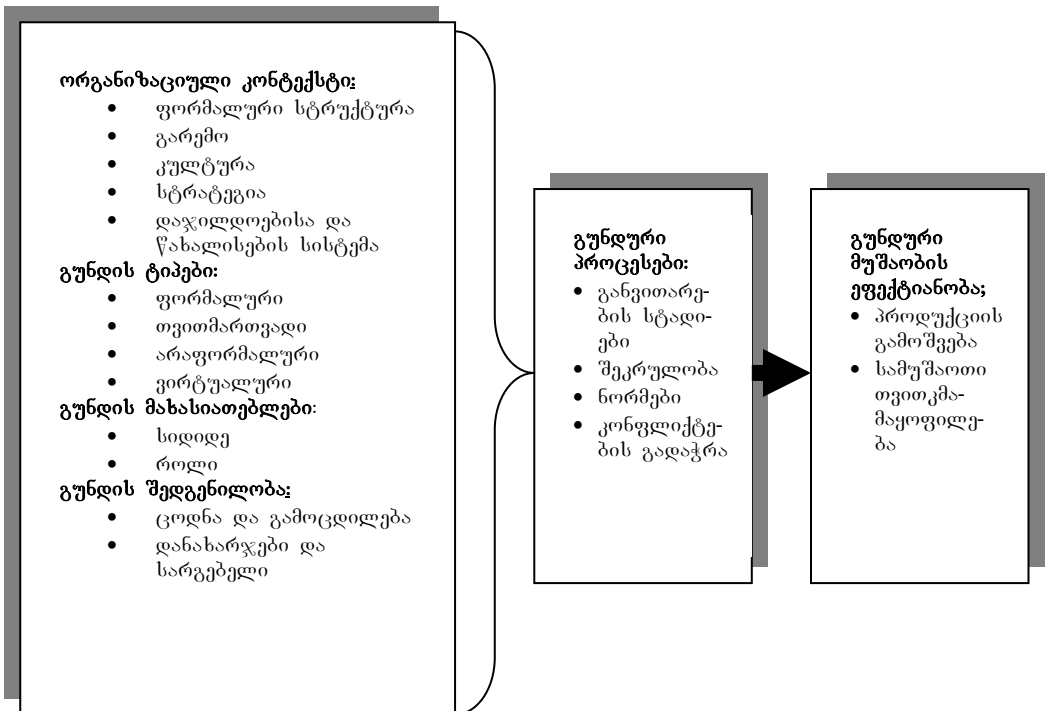 ორგანიზაციული კონტექსტი:
• ფორმალური სტრუქტურა
• გარემო
• კულტურა
• სტრატეგია
• დაჯილდოებისა და
წახალისების სისტემა
გუნდის ტიპები:
• ფორმალური
• თვითმართვადი
• არაფორმალური
• ვირტუალური
გუნდის მახასიათებლები:
• სიდიდე
• როლი
გუნდის შედგენილობა:
• ცოდნა და გამოცდილება
• დანახარჯები და
სარგებელი
გუნდური
პროცესები:
• განვითარე-
ბის სტადი-
ები
• შეკრულობა
• ნორმები
• კონფლიქტე-
ბის გადაჭრა
გუნდური
მუშაობის
ეფექტიანობა;
• პროდუქციის
გამოშვება
• სამუშაოთი
თვითკმა-
მაყოფილე-
ბა